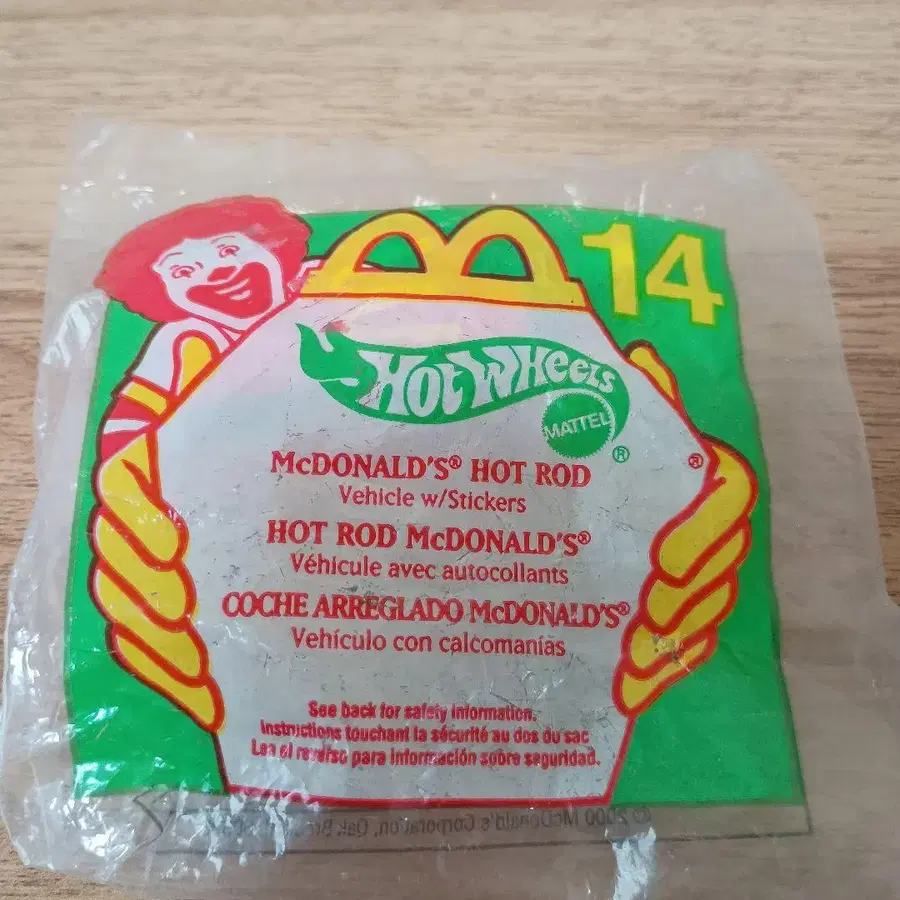 14
HOT WHEELS
MATTEL
®
®
McDONALD'S® HOT ROD
Vehicle w/Stickers
HOT ROD McDONALD'S®
Véhicule avec autocollants
COCHE ARREGLADO McDONALD'S®
Vehículo con calcomanías
See back for safety information.
Instructions touchant la sécurité au dos du sac
Lea el reverso para información sobre seguridad.
© 2000 McDonald's Corporation, Oak